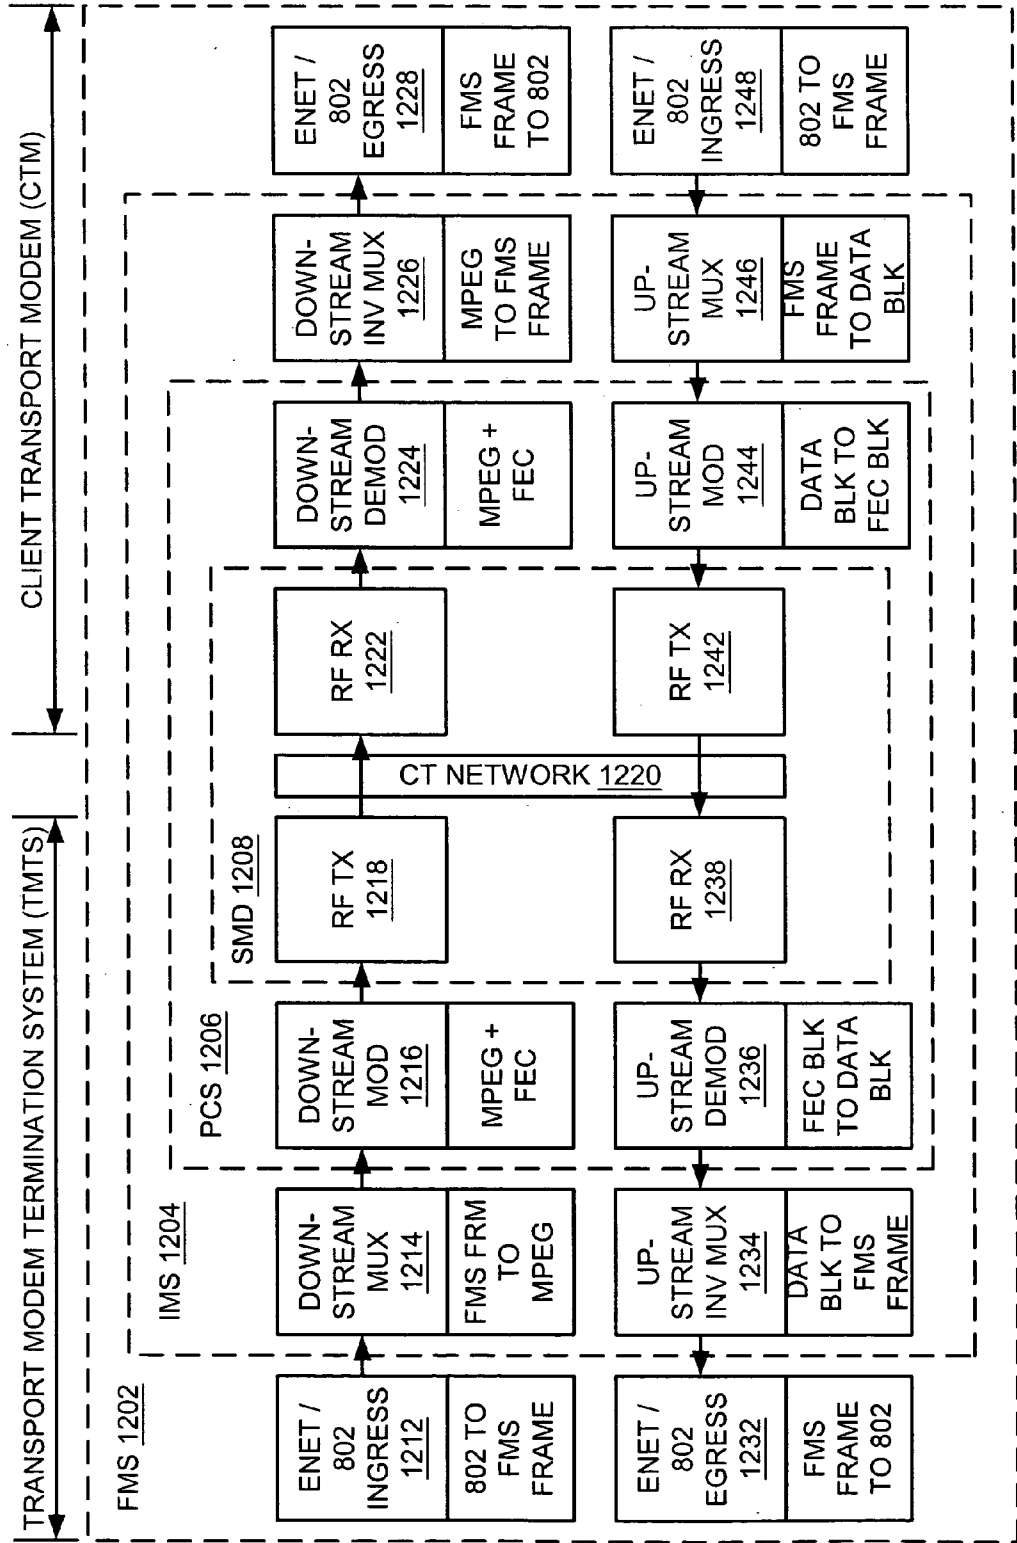 TRANSPORT MODEM TERMINATION SYSTEM (TMTS)
CLIENT TRANSPORT MODEM (CTM)
FMS 1202
IMS 1204
PCS 1206
SMD 1208
ENET /
802
INGRESS
1212
802 TO
FMS
FRAME
DOWN-
STREAM
MUX
1214
FMS FRM
TO
MPEG
DOWN-
STREAM
MOD
1216
MPEG +
FEC
RF TX
1218
CT NETWORK 1220
RF RX
1222
DOWN-
STREAM
DEMOD
1224
MPEG +
FEC
DOWN-
STREAM
INV MUX
1226
MPEG
TO FMS
FRAME
ENET /
802
EGRESS
1228
FMS
FRAME
TO 802
ENET /
802
EGRESS
1232
FMS
FRAME
TO 802
UP-
STREAM
INV MUX
1234
DATA
BLK TO
FMS
FRAME
UP-
STREAM
DEMOD
1236
FEC BLK
TO DATA
BLK
RF RX
1238
RF TX
1242
UP-
STREAM
MOD
1244
DATA
BLK TO
FEC BLK
UP-
STREAM
MUX
1246
FMS
FRAME
TO DATA
BLK
ENET /
802
INGRESS
1248
802 TO
FMS
FRAME